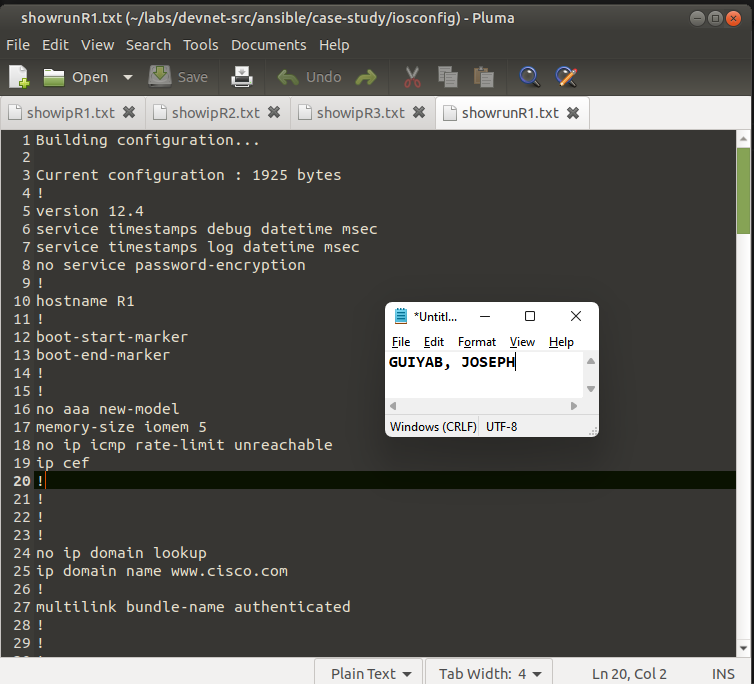 showrunR1.txt (~/labs/devnet-src/ansible/case-study/iosconfig) - Pluma
File Edit View Search Tools Documents Help
Open Save Undo
showipR1.txt showipR2.txt showipR3.txt showrunR1.txt
1 Building configuration...
2
3 Current configuration : 1925 bytes
4 !
5 version 12.4
6 service timestamps debug datetime msec
7 service timestamps log datetime msec
8 no service password-encryption
9 !
10 hostname R1
11 !
12 boot-start-marker
13 boot-end-marker
14 !
15 !
16 no aaa new-model
17 memory-size iomem 5
18 no ip icmp rate-limit unreachable
19 ip cef
20 !
21 !
22 !
23 !
24 no ip domain lookup
25 ip domain name www.cisco.com
26 !
27 multilink bundle-name authenticated
28 !
29 !
*Untitl...
File Edit Format View Help
GUIYAB, JOSEPH
Windows (CRLF) UTF-8
Plain Text Tab Width: 4 Ln 20, Col 2 INS